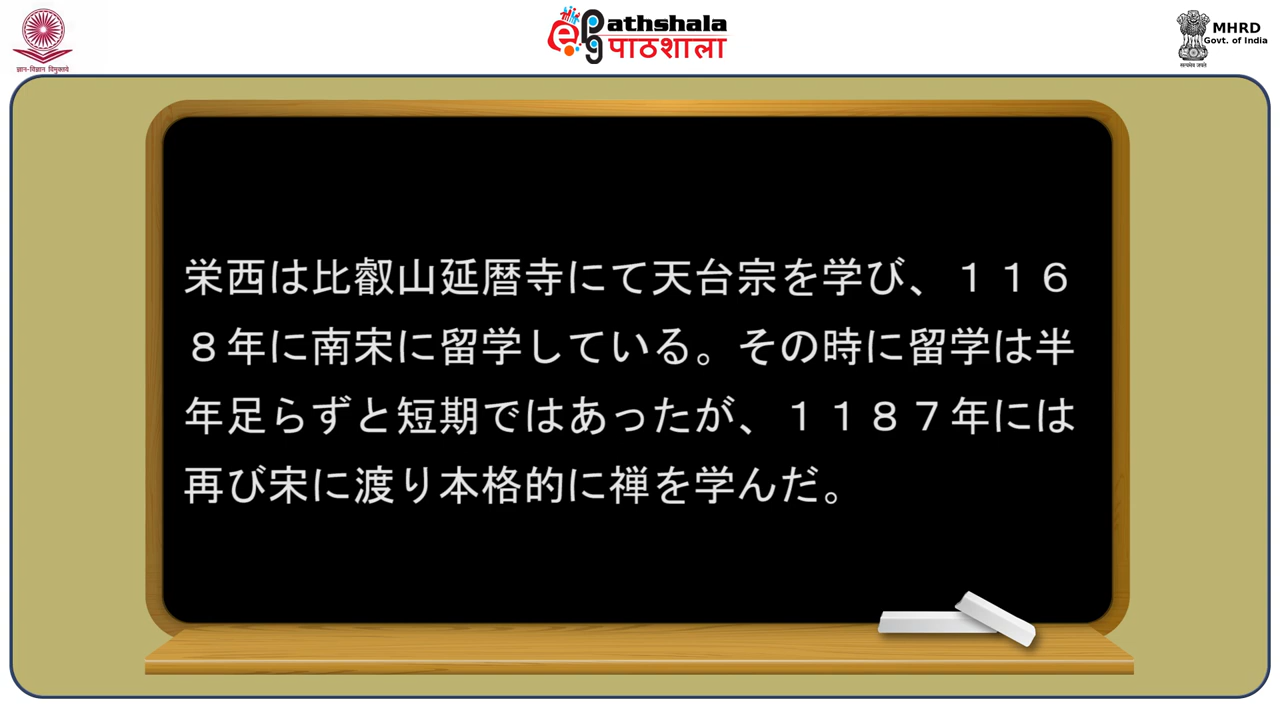 ज्ञान-विज्ञान विमुक्तये
ePathshala
पाठशाला
MHRD
Govt. of India
सत्यमेव जयते
栄西は比叡山延暦寺にて天台宗を学び、１１６
８年に南宋に留学している。その時に留学は半
年足らずと短期ではあったが、１１８７年には
再び宋に渡り本格的に禅を学んだ。